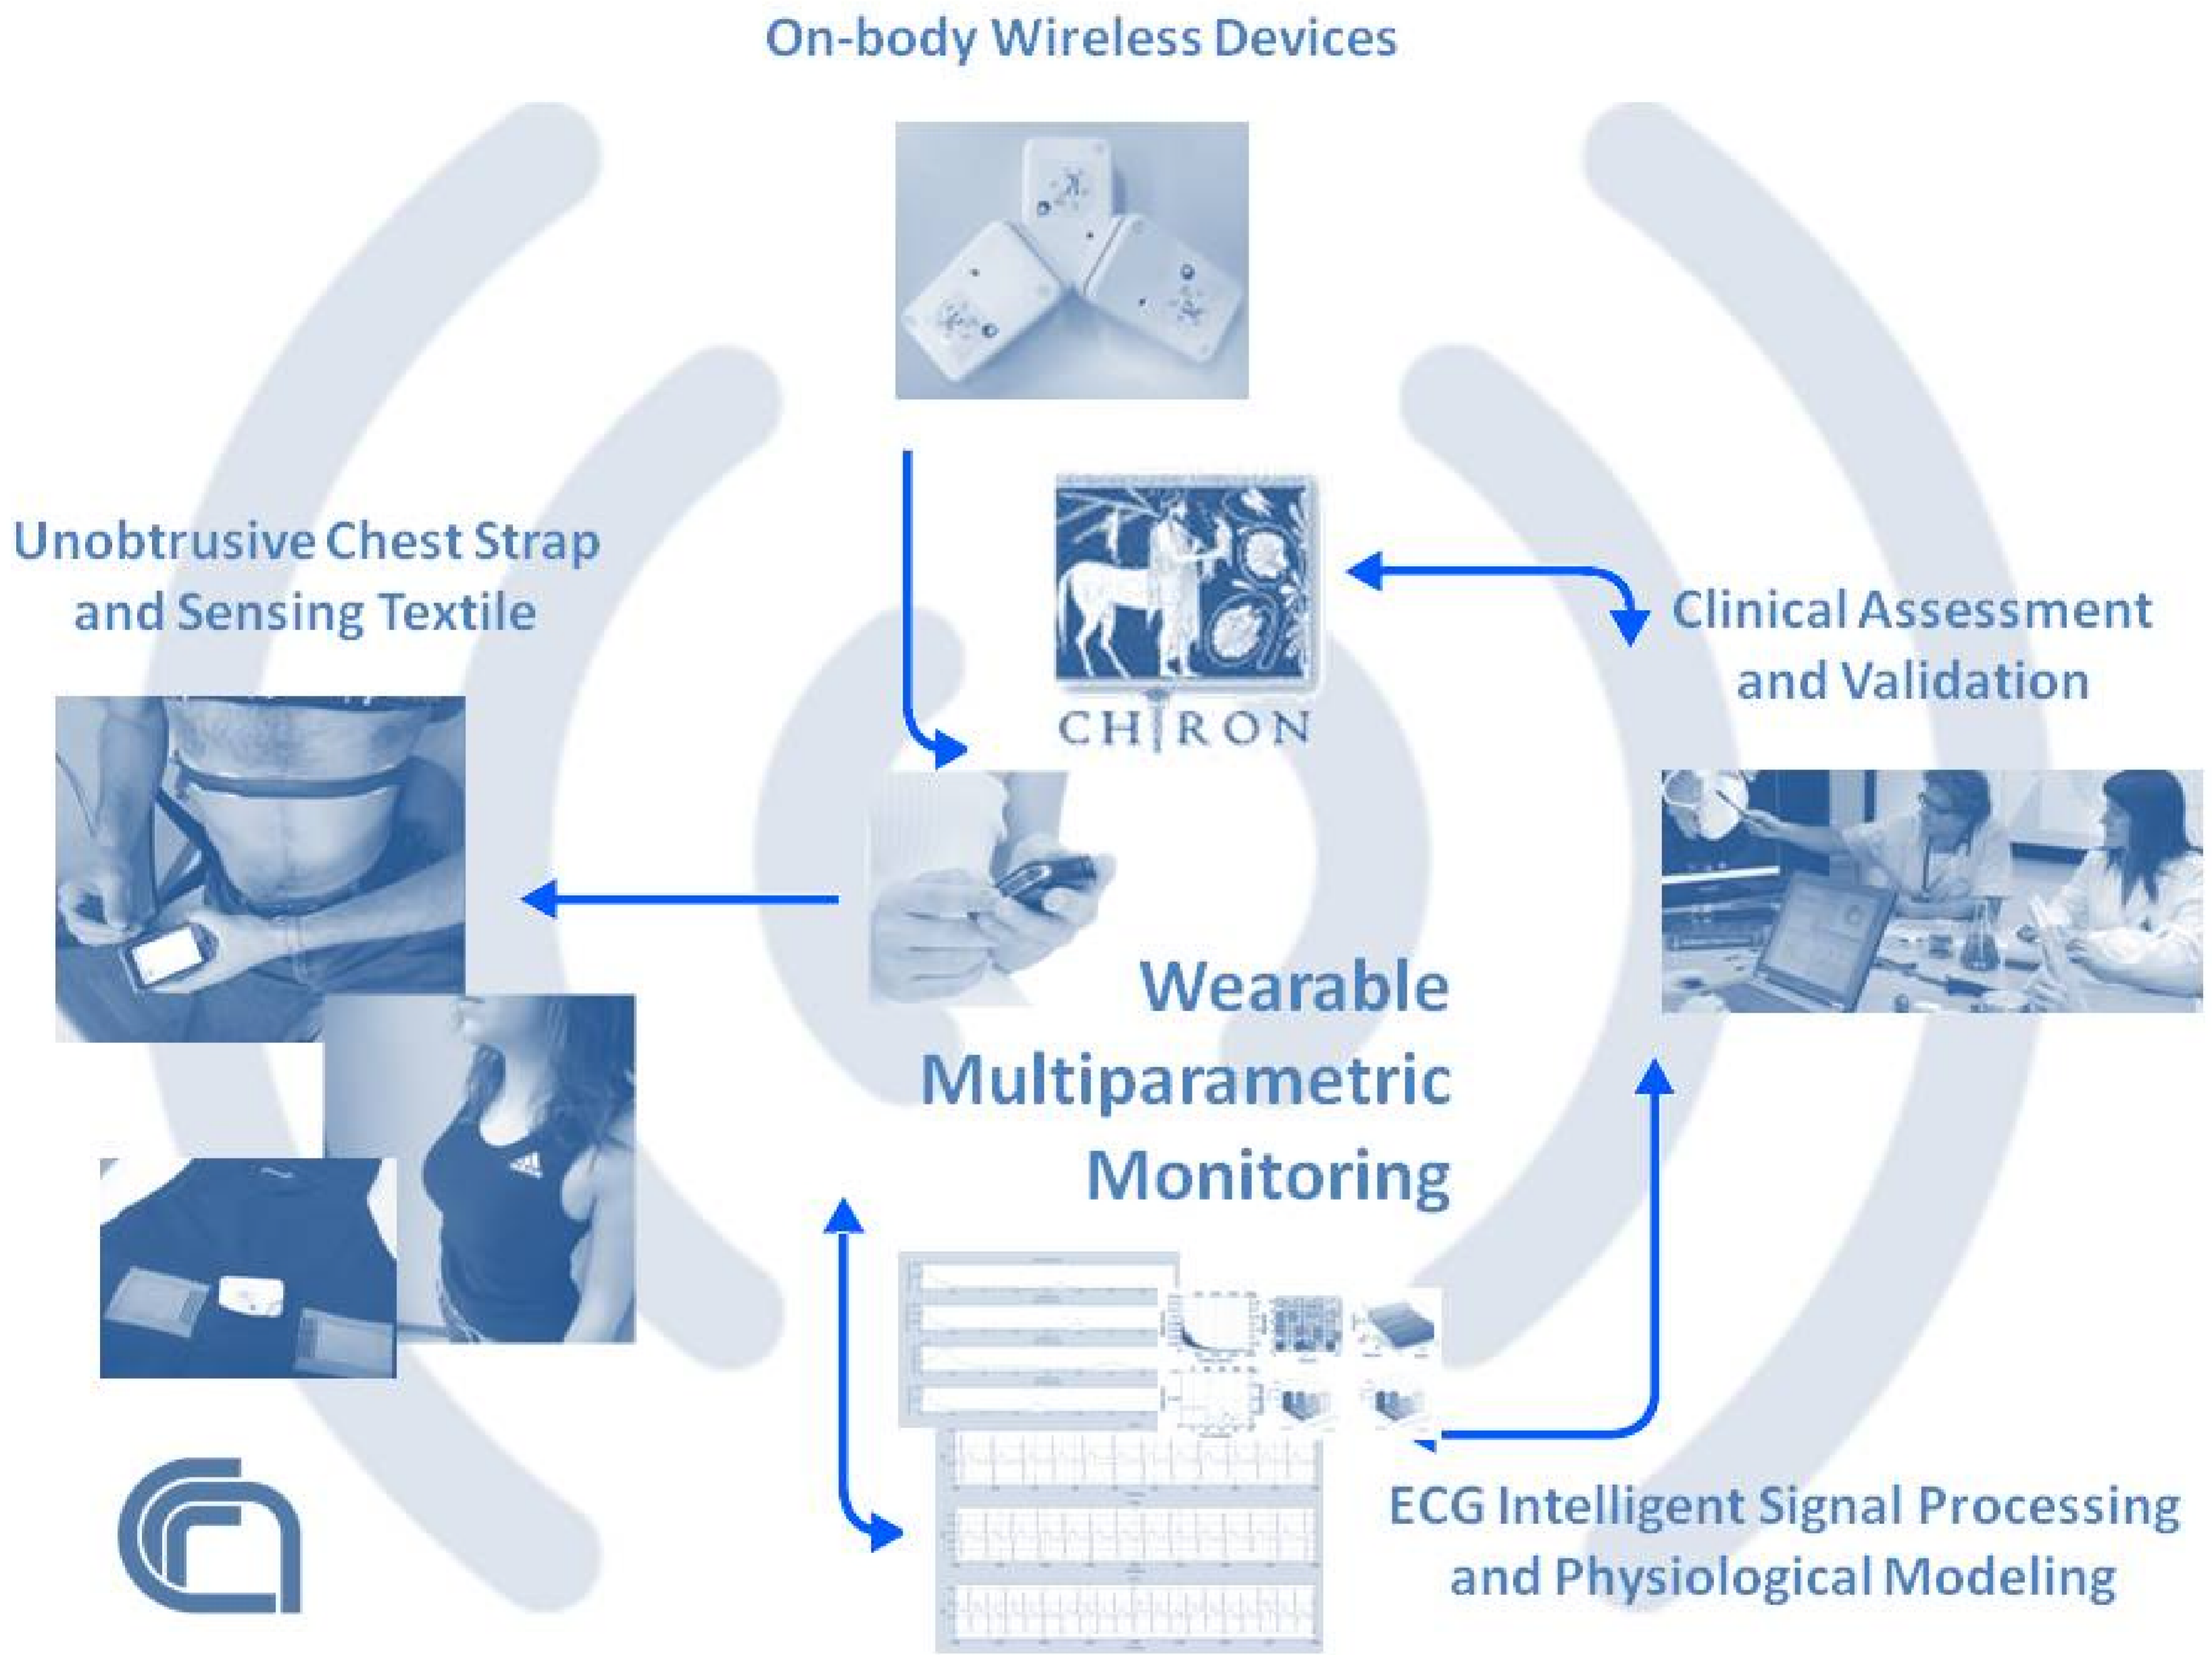 On-body Wireless Devices
Unobtrusive Chest Strap
and Sensing Textile
CHIRON
Clinical Assessment
and Validation
Wearable
Multiparametric
Monitoring
ECG Intelligent Signal Processing
and Physiological Modeling